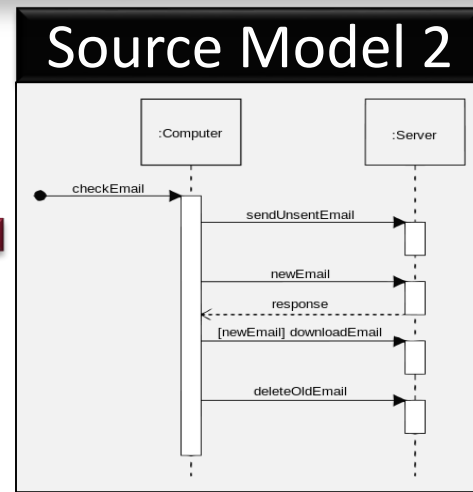 Source Model 2
:Computer
:Server
checkEmail
sendUnsentEmail
newEmail
response
[newEmail] downloadEmail
deleteOldEmail